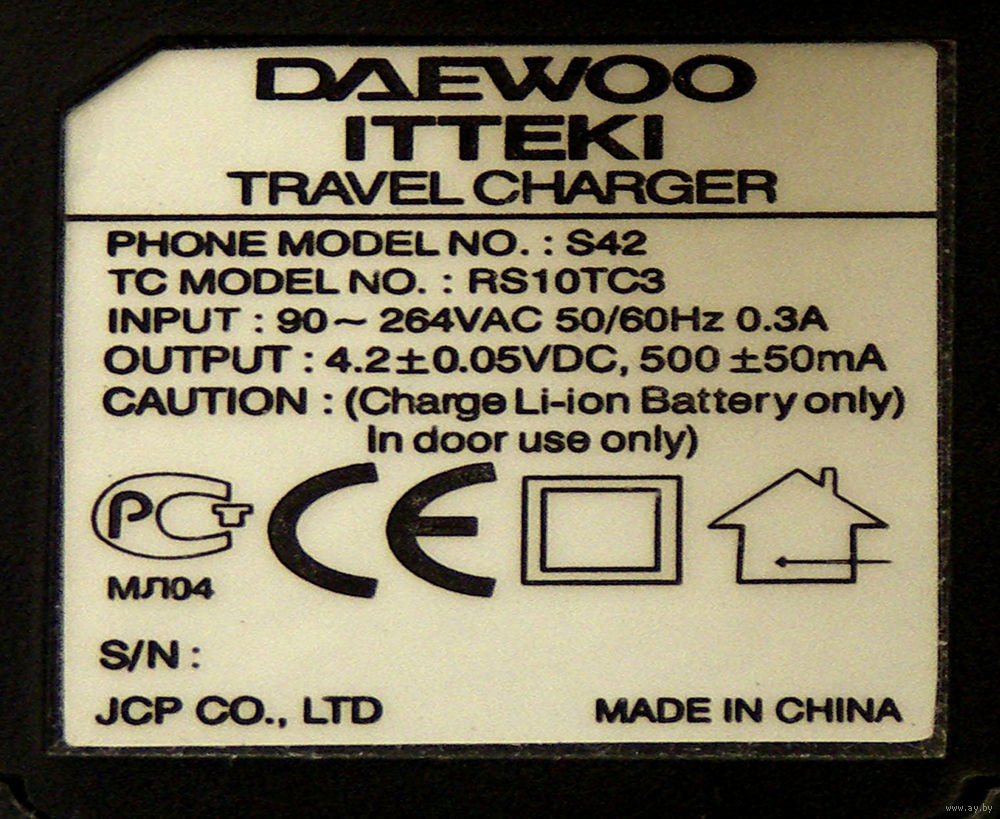 DAEWOO
ITTEKI
TRAVEL CHARGER
PHONE MODEL NO. : S42
TC MODEL NO. : RS10TC3
INPUT : 90~ 264VAC 50/60Hz 0.3A
OUTPUT : 4.2±0.05VDC, 500 ±50mA
CAUTION : (Charge Li-ion Battery only)
In door use only)
РСТ CE
МЛ04
S/N :
JCP CO., LTD MADE IN CHINA
www.ay.by